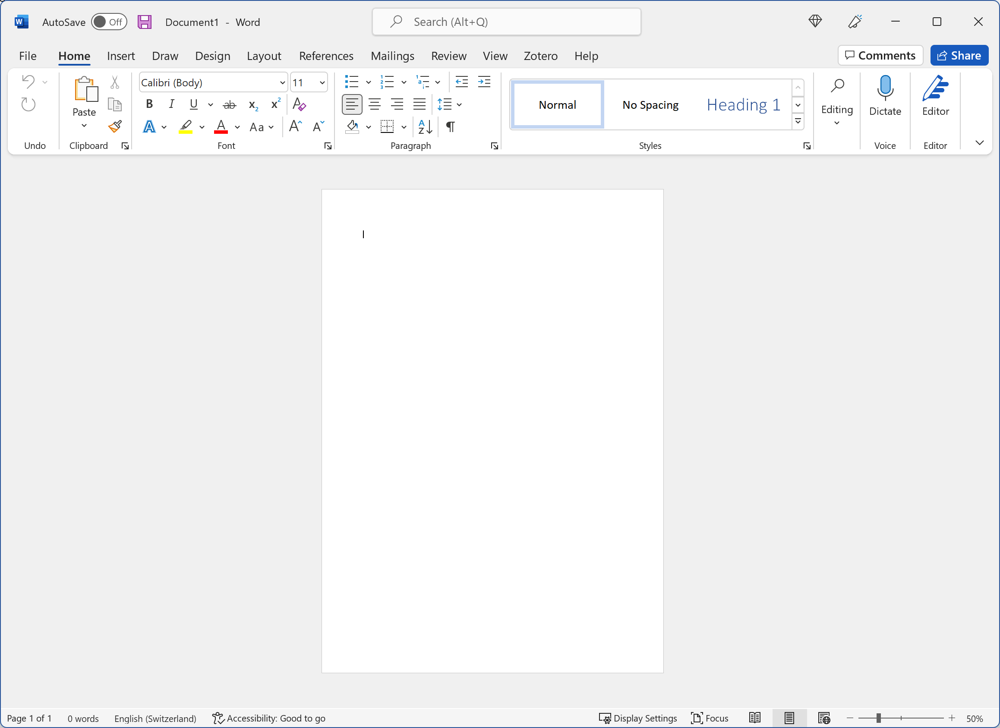 AutoSave Off Document1 - Word Search (Alt+Q)
File Home Insert Draw Design Layout References Mailings Review View Zotero Help Comments Share
Calibri (Body) 11
Paste
Normal No Spacing Heading 1
Editing Dictate Editor
Undo Clipboard Font Paragraph Styles Voice Editor
Page 1 of 1 0 words English (Switzerland) Accessibility: Good to go Display Settings Focus 50%